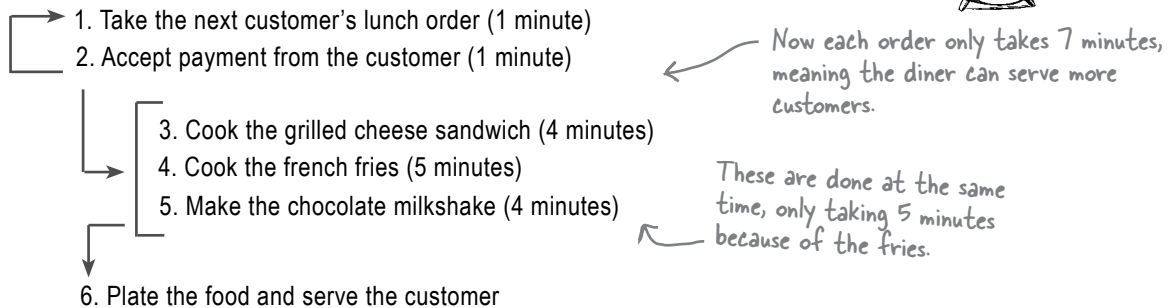 1. Take the next customer’s lunch order (1 minute)
2. Accept payment from the customer (1 minute)
Now each order only takes 7 minutes,
meaning the diner can serve more
customers.
3. Cook the grilled cheese sandwich (4 minutes)
4. Cook the french fries (5 minutes)
5. Make the chocolate milkshake (4 minutes)
These are done at the same
time, only taking 5 minutes
because of the fries.
6. Plate the food and serve the customer